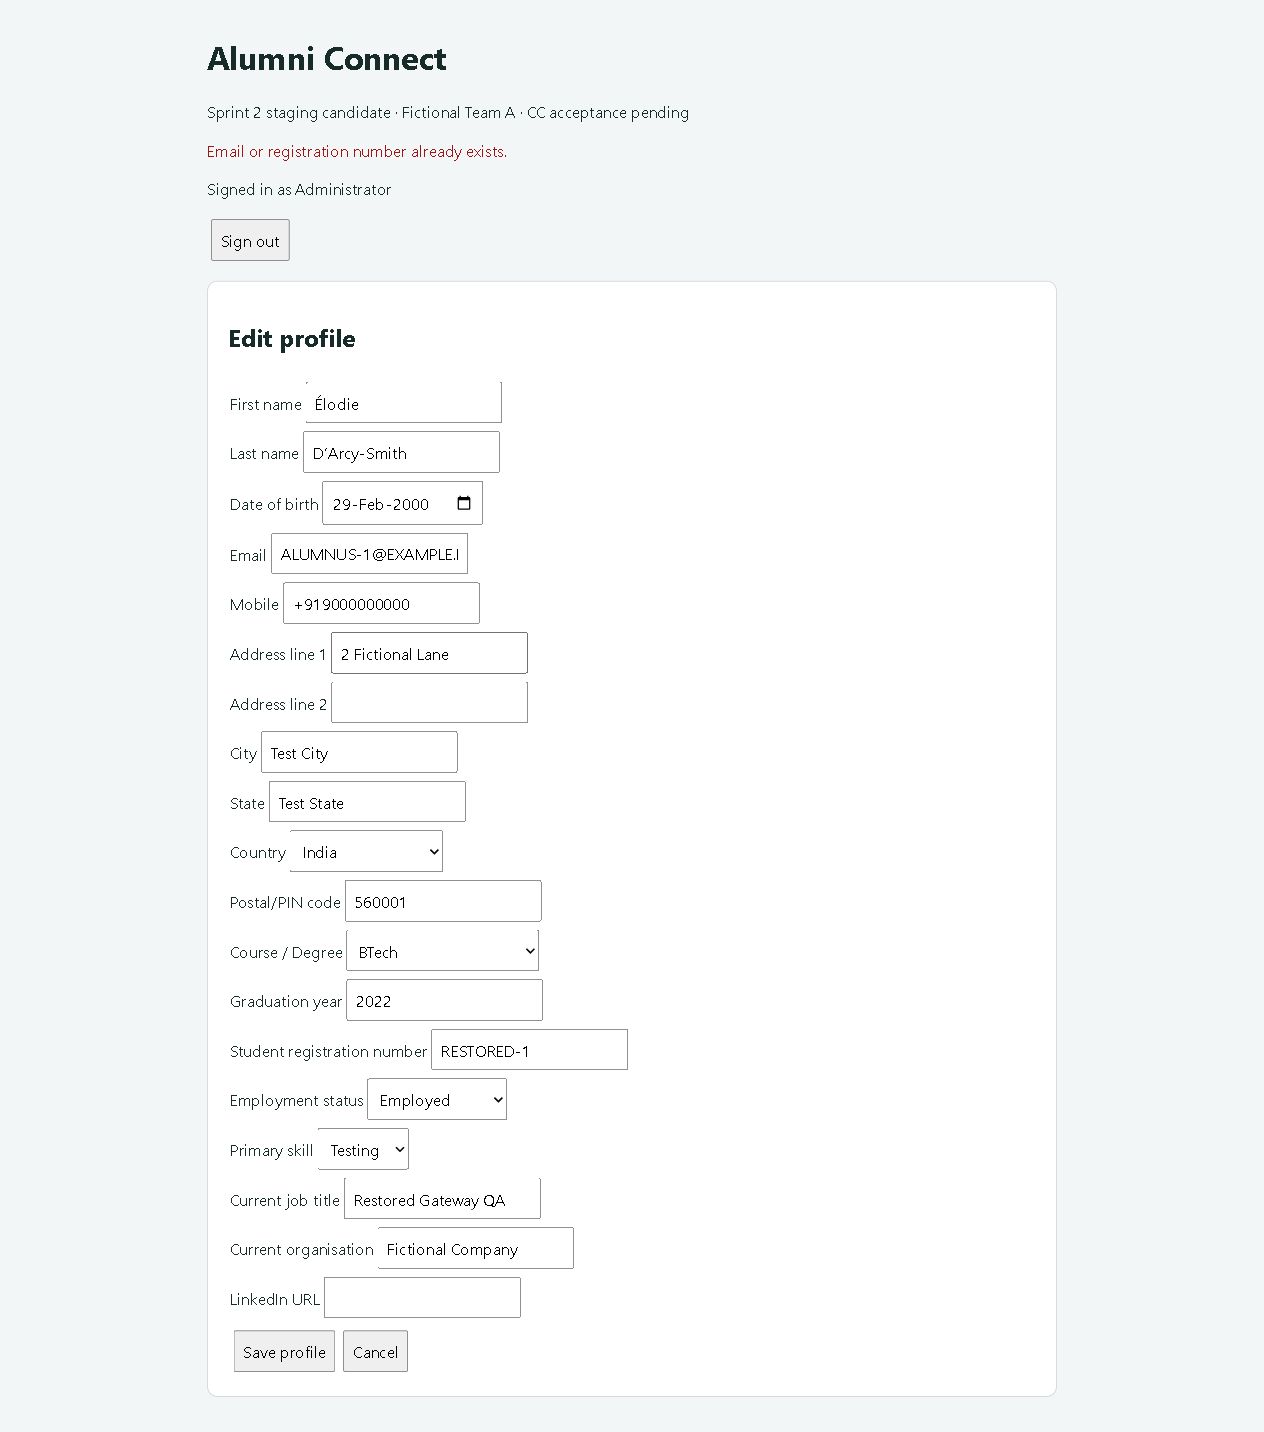 Alumni Connect
Sprint 2 staging candidate · Fictional Team A · CC acceptance pending
Email or registration number already exists.
Signed in as Administrator
Sign out
Edit profile
First name Élodie
Last name D'Arcy-Smith
Date of birth 29-Feb-2000
Email ALUMNUS-1@EXAMPLE.I
Mobile +919000000000
Address line 1 2 Fictional Lane
Address line 2
City Test City
State Test State
Country India
Postal/PIN code 560001
Course / Degree BTech
Graduation year 2022
Student registration number RESTORED-1
Employment status Employed
Primary skill Testing
Current job title Restored Gateway QA
Current organisation Fictional Company
LinkedIn URL
Save profile Cancel